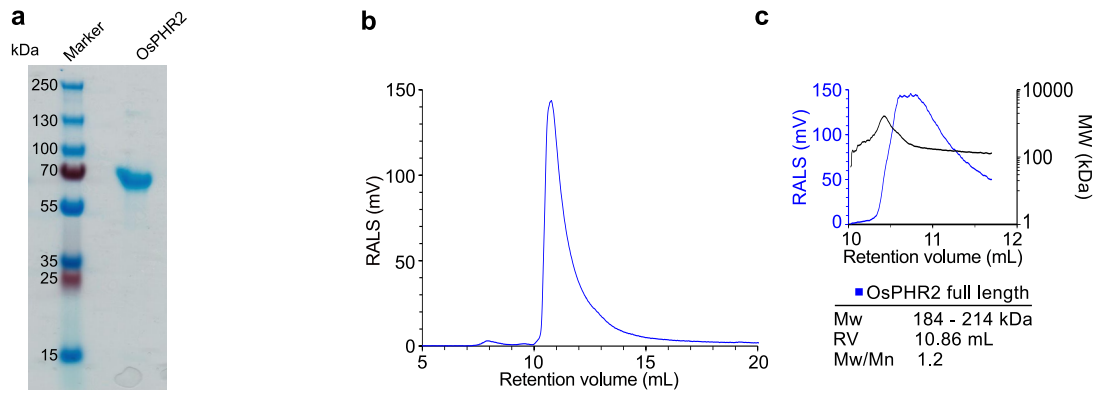 a
kDa
Marker
OsPHR2
250
130
100
70
55
35
25
15
b
RALS (mV)
150
100
50
0
5
10
15
20
Retention volume (mL)
c
RALS (mV)
150
100
50
0
10
11
12
Retention volume (mL)
10000
100
1
MW (kDa)
OsPHR2 full length
Mw 184 - 214 kDa
RV 10.86 mL
Mw/Mn 1.2